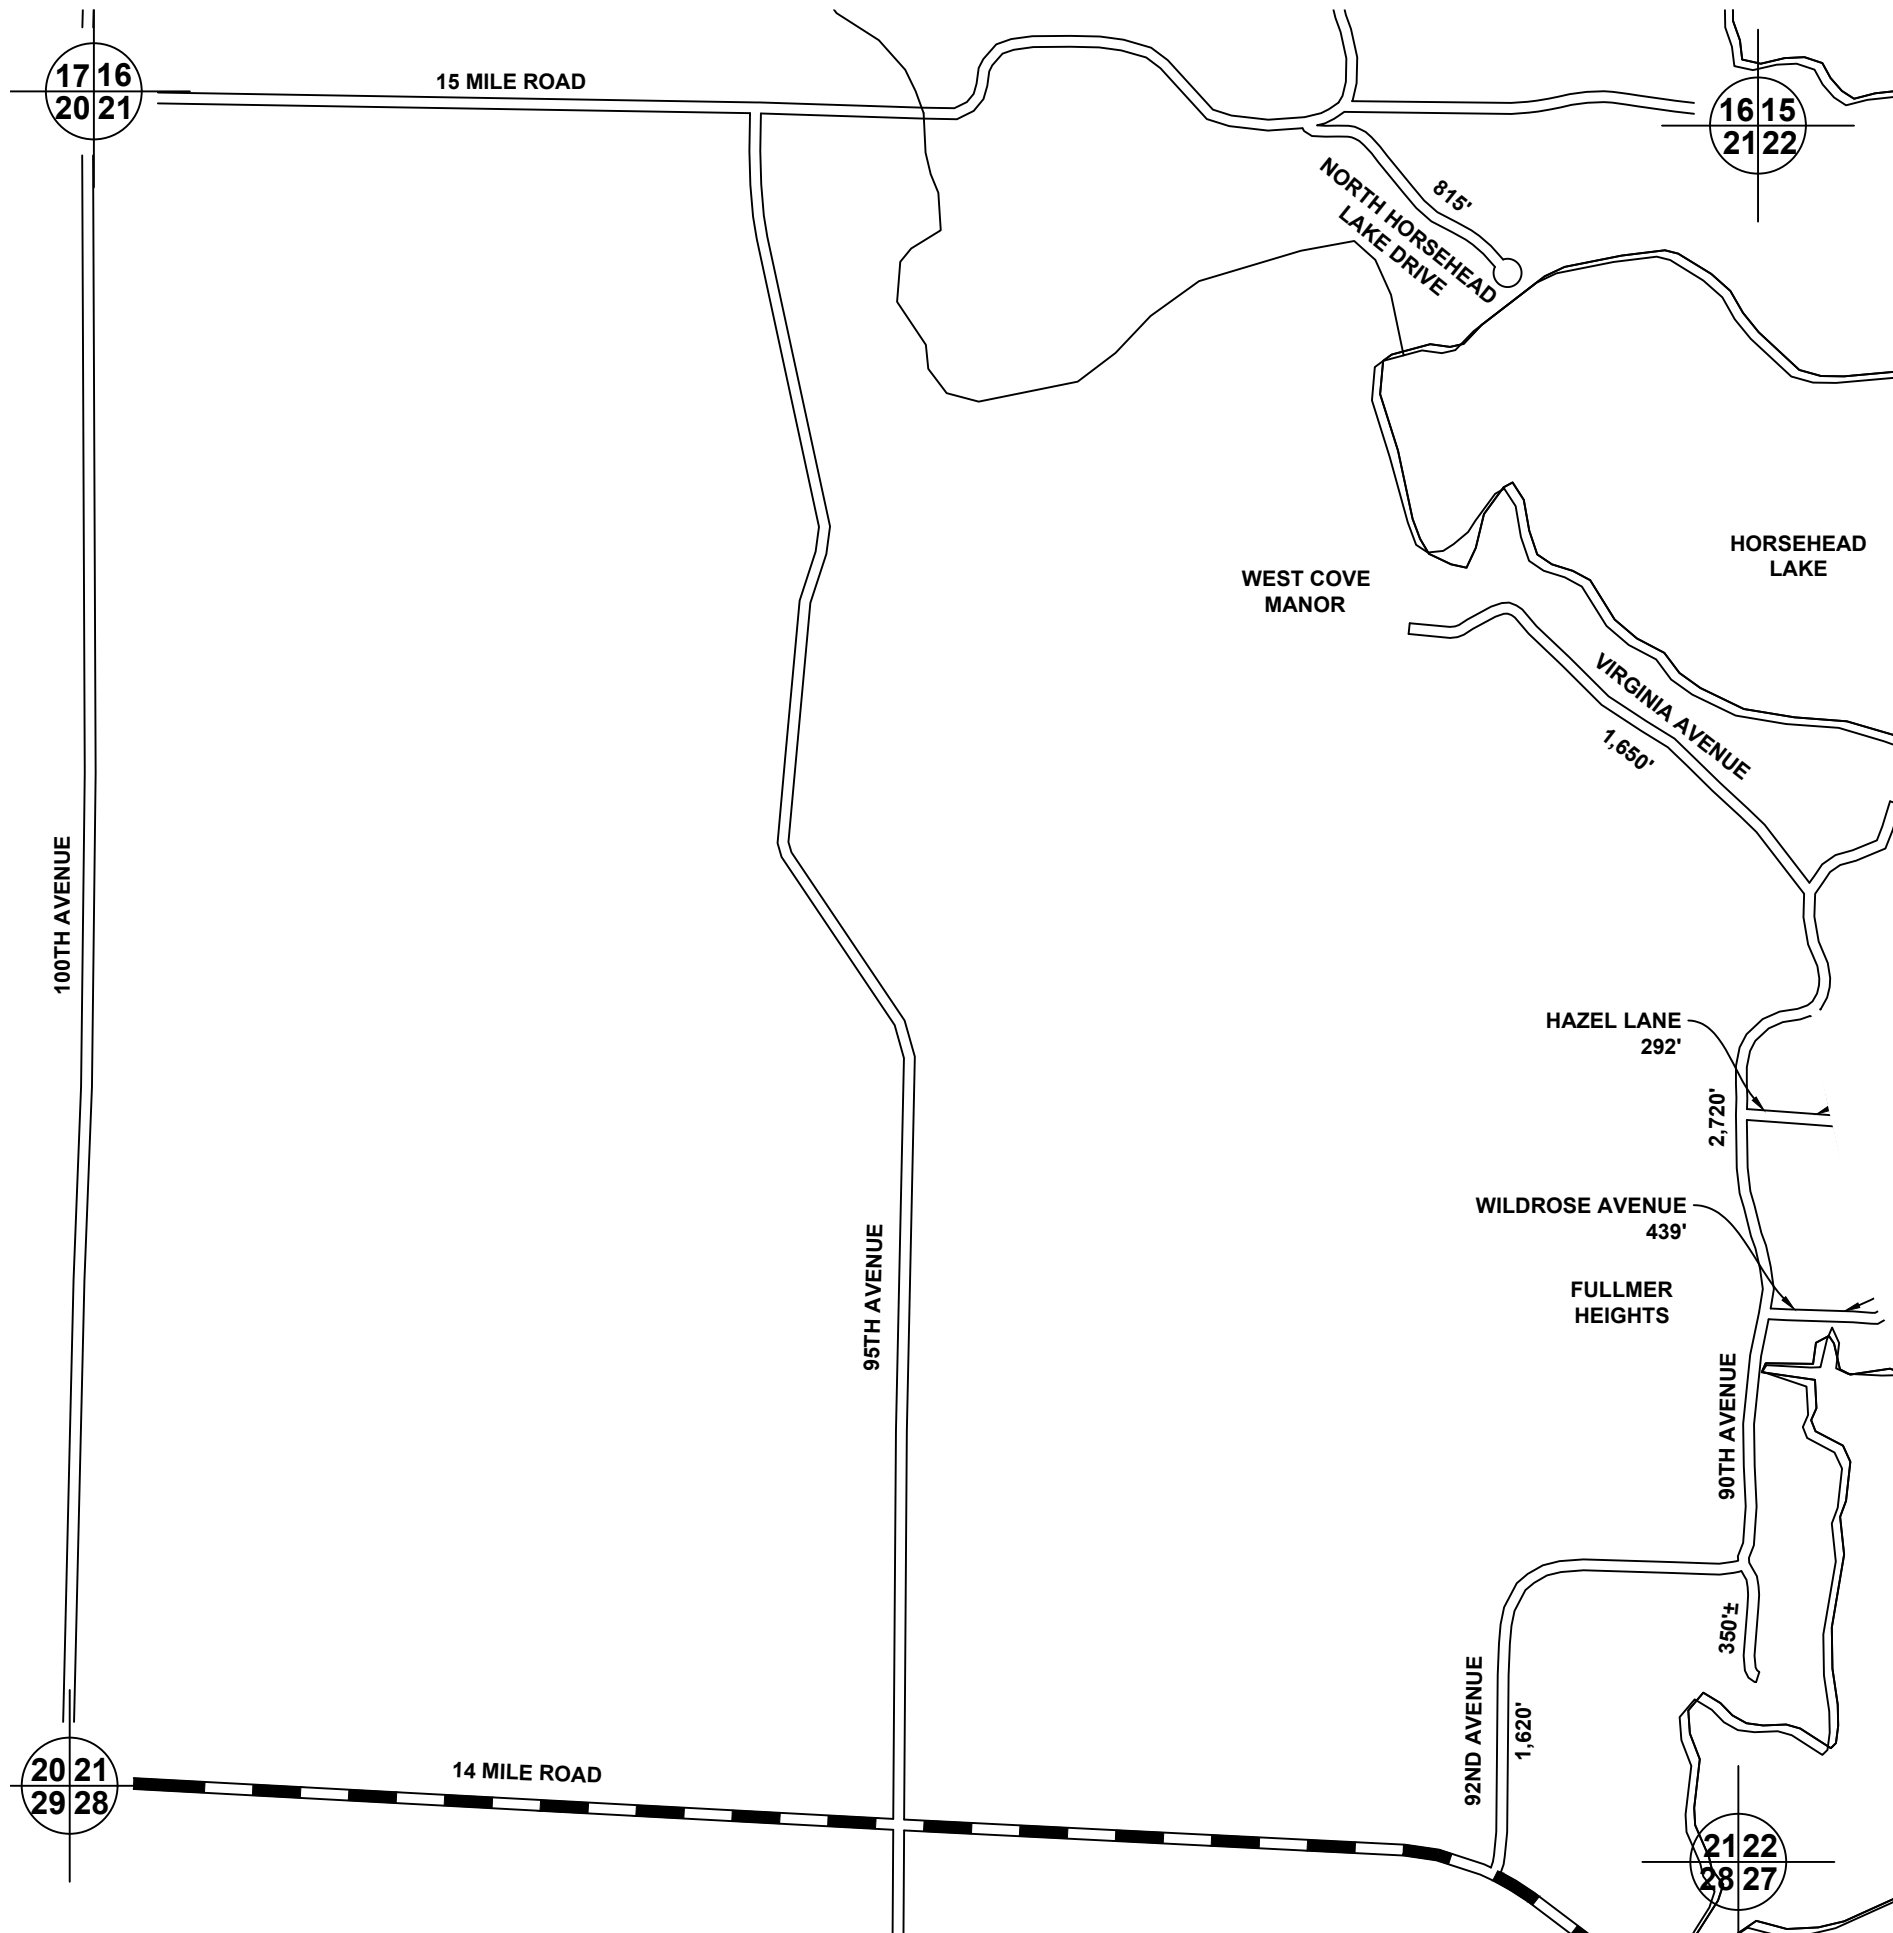 17 16
20 21
15 MILE ROAD
16 15
21 22
815'
NORTH HORSEHEAD
LAKE DRIVE
HORSEHEAD
LAKE
WEST COVE
MANOR
VIRGINIA AVENUE
1,650'
100TH AVENUE
HAZEL LANE
292'
2,720'
WILDROSE AVENUE
439'
95TH AVENUE
FULLMER
HEIGHTS
90TH AVENUE
350'±
92ND AVENUE
1,620'
20 21
29 28
14 MILE ROAD
21 22
28 27